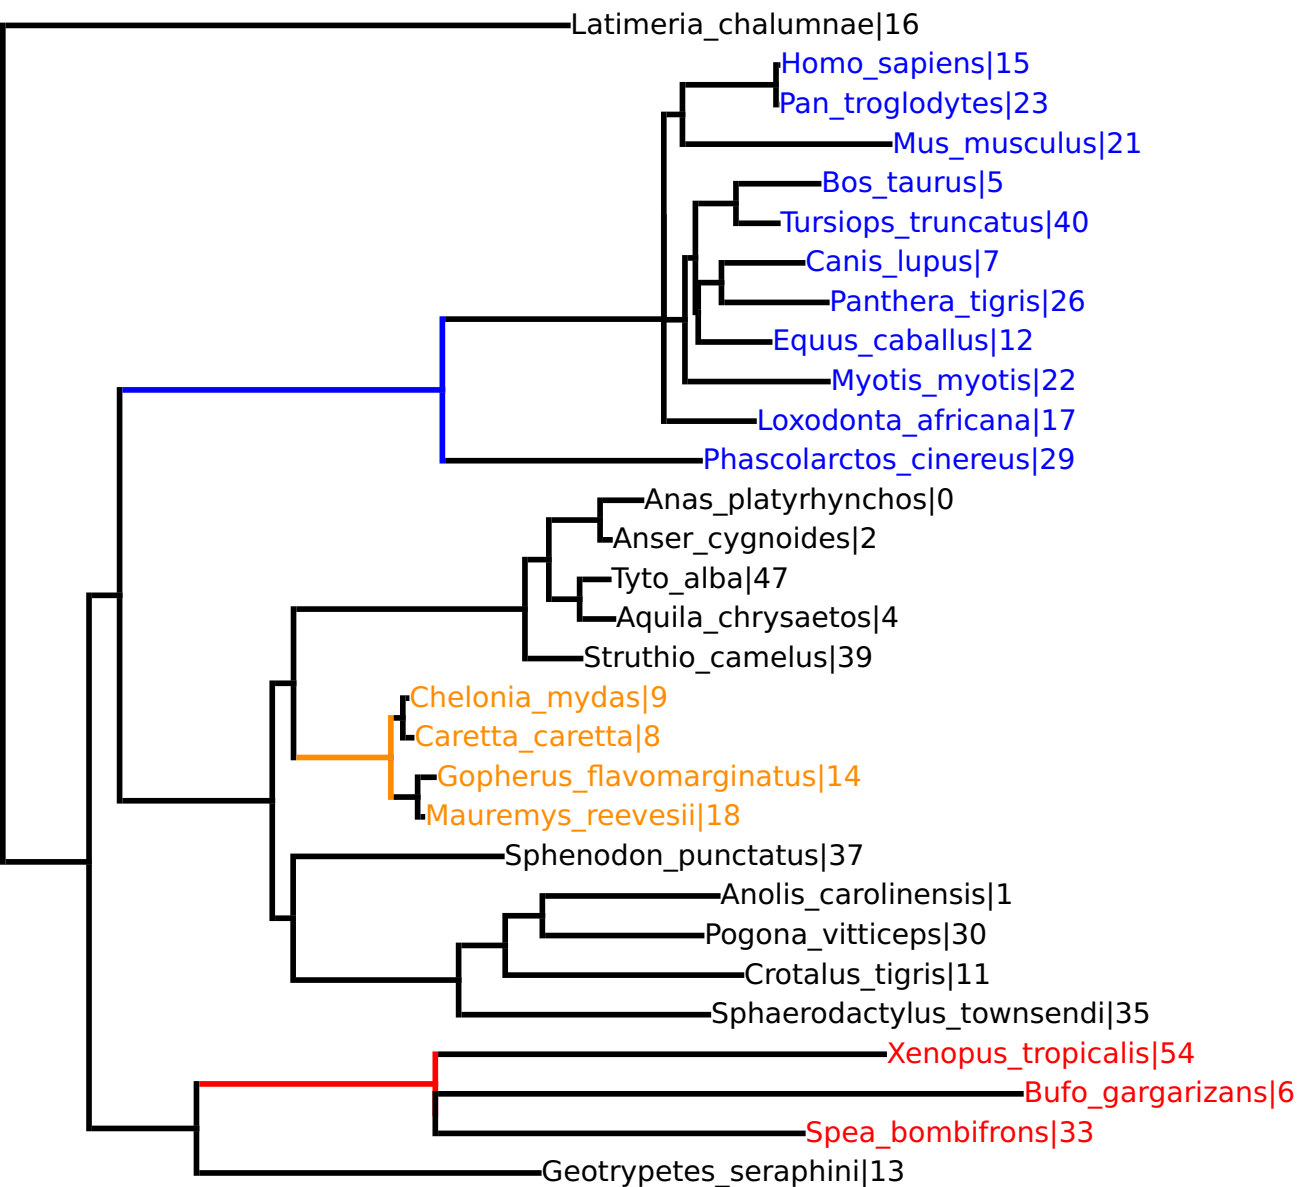 Latimeria_chalumnae|16
Homo_sapiens|15
Pan_troglodytes|23
Mus_musculus|21
Bos_taurus|5
Tursiops_truncatus|40
Canis_lupus|7
Panthera_tigris|26
Equus_caballus|12
Myotis_myotis|22
Loxodonta_africana|17
Phascolarctos_cinereus|29
Anas_platyrhynchos|0
Anser_cygnoides|2
Tyto_alba|47
Aquila_chrysaetos|4
Struthio_camelus|39
Chelonia_mydas|9
Caretta_caretta|8
Gopherus_flavomarginatus|14
Mauremys_reevesii|18
Sphenodon_punctatus|37
Anolis_carolinensis|1
Pogona_vitticeps|30
Crotalus_tigris|11
Sphaerodactylus_townsendi|35
Xenopus_tropicalis|54
Bufo_gargarizans|6
Spea_bombifrons|33
Geotrypetes_seraphini|13